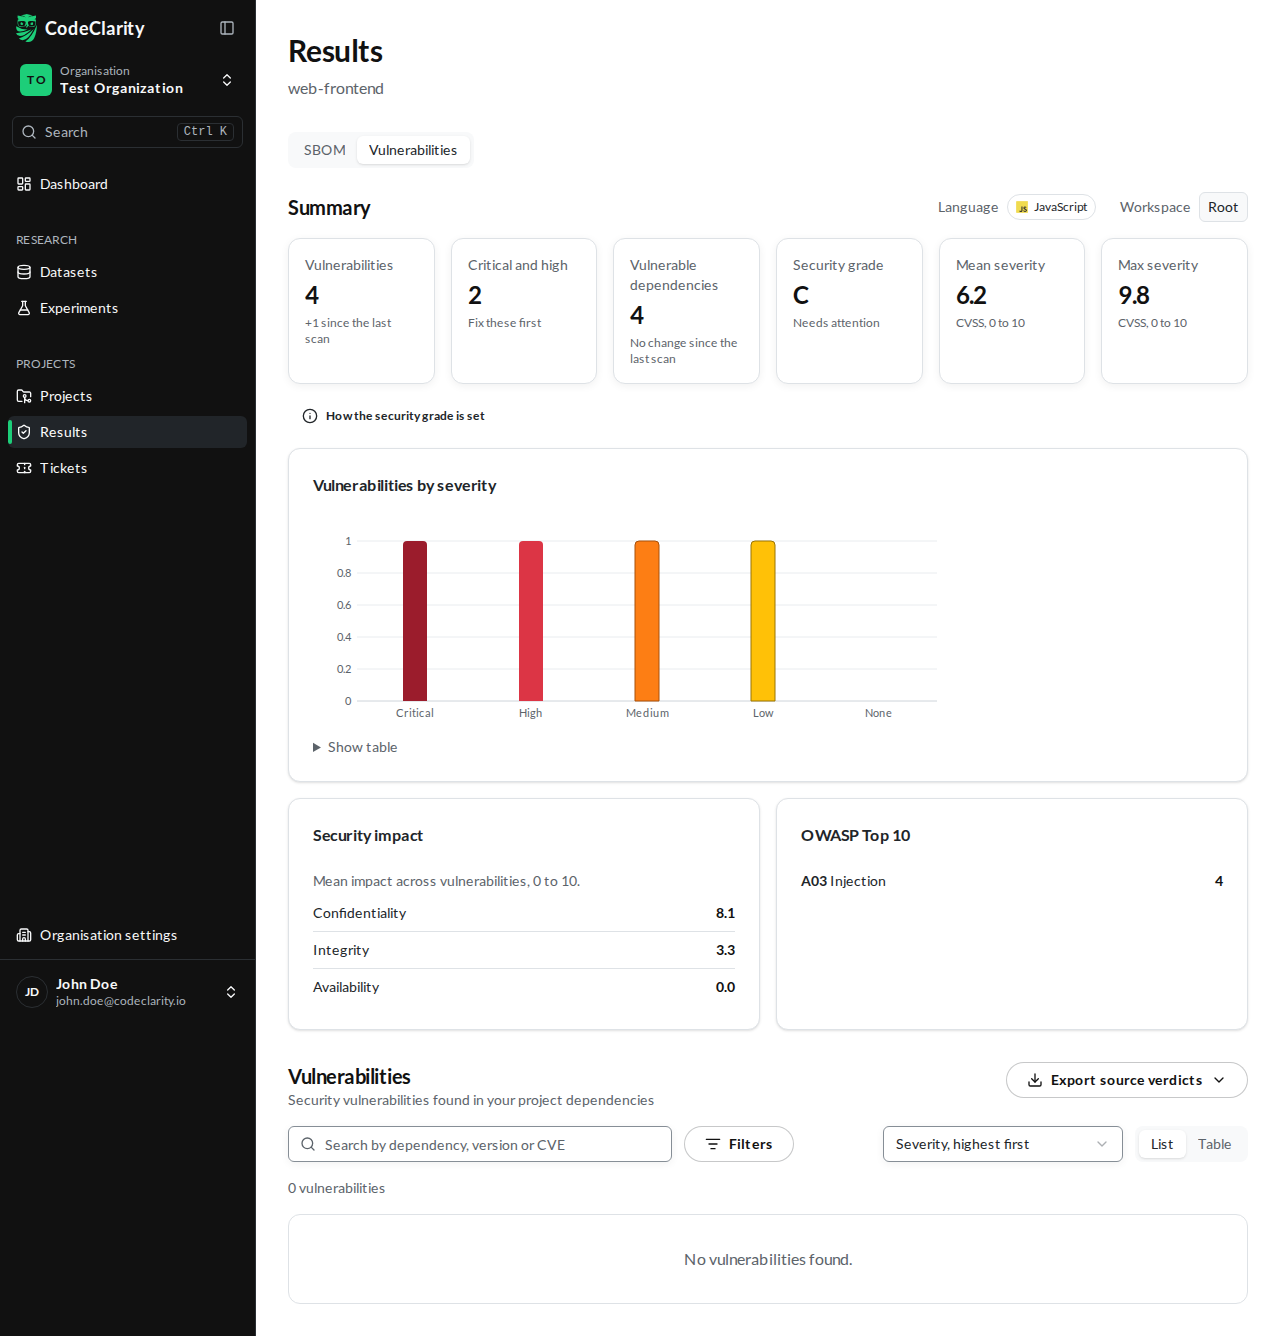 CodeClarity
TO
Organisation
Test Organization
Search
Ctrl K
Dashboard
RESEARCH
Datasets
Experiments
PROJECTS
Projects
Results
Tickets
Organisation settings
JD
John Doe
john.doe@codeclarity.io
Results
web-frontend
SBOM
Vulnerabilities
Summary
Language
JS
JavaScript
Workspace
Root
Vulnerabilities
4
+1 since the last
scan
Critical and high
2
Fix these first
Vulnerable
dependencies
4
No change since the
last scan
Security grade
C
Needs attention
Mean severity
6.2
CVSS, 0 to 10
Max severity
9.8
CVSS, 0 to 10
How the security grade is set
Vulnerabilities by severity
1
0.8
0.6
0.4
0.2
0
Critical
High
Medium
Low
None
Show table
Security impact
Mean impact across vulnerabilities, 0 to 10.
Confidentiality 8.1
Integrity 3.3
Availability 0.0
OWASP Top 10
A03 Injection 4
Vulnerabilities
Security vulnerabilities found in your project dependencies
Export source verdicts
Search by dependency, version or CVE
Filters
Severity, highest first
List
Table
0 vulnerabilities
No vulnerabilities found.